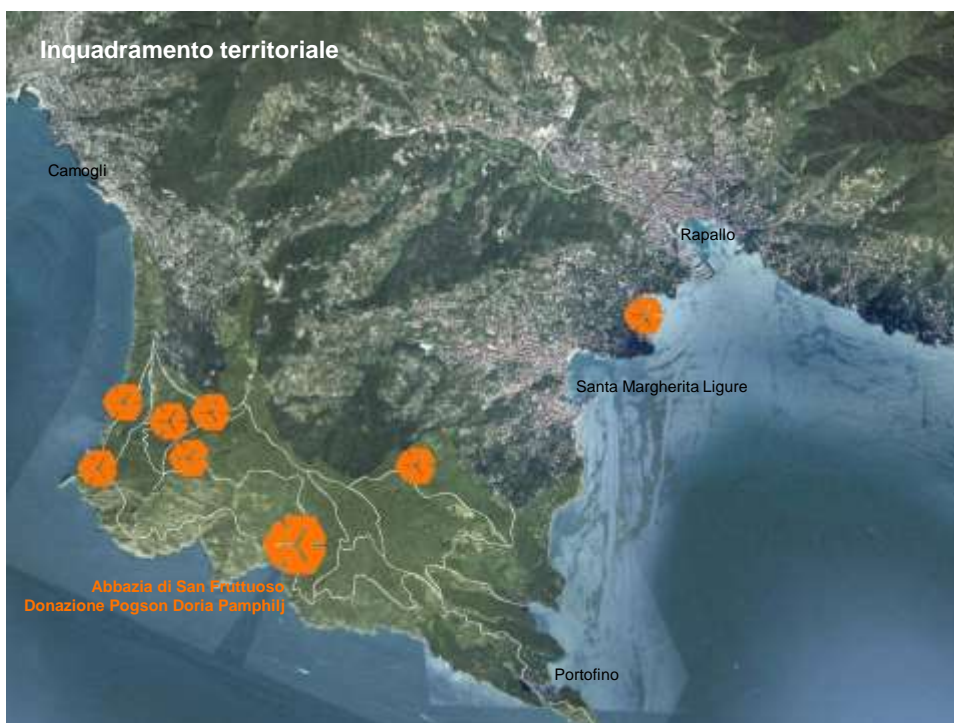 Inquadramento territoriale
Camogli
Rapallo
Santa Margherita Ligure
Abbazia di San Fruttuoso
Donazione Pogson Doria Pamphilj
Portofino